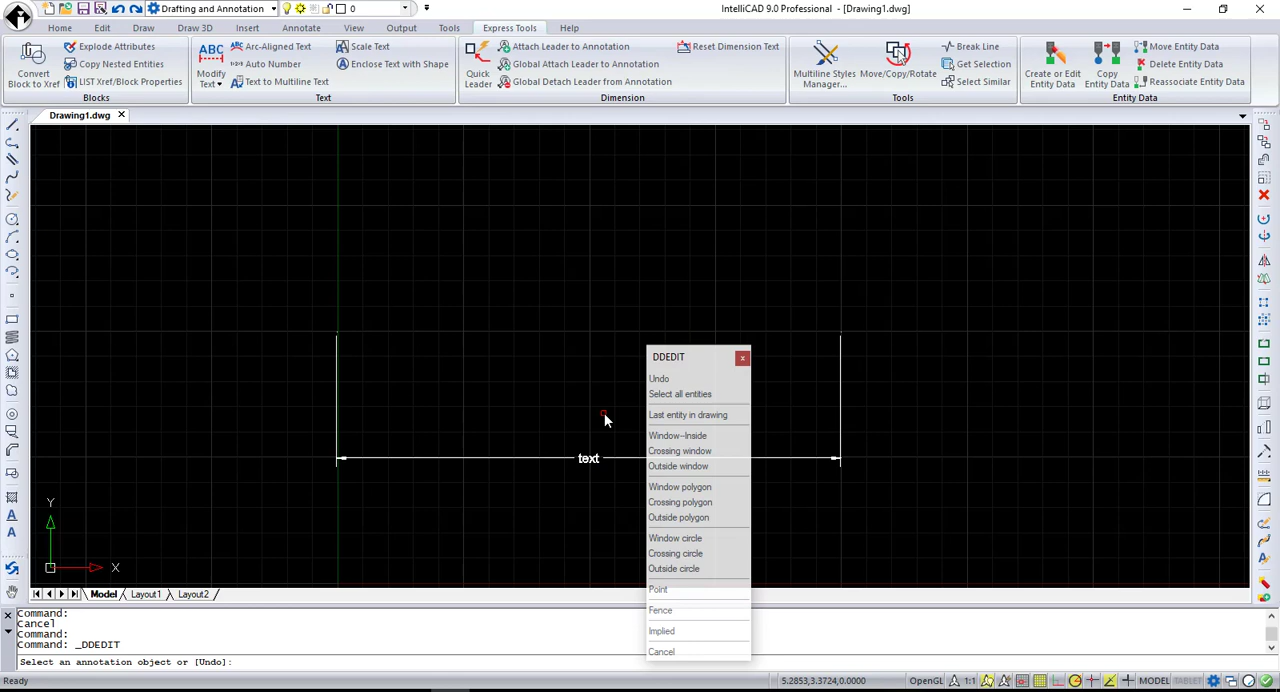 Drafting and Annotation
0
IntelliCAD 9.0 Professional - [Drawing1.dwg]
Home Edit Draw Draw 3D Insert Annotate View Output Tools Express Tools Help
Convert
Block to Xref
Explode Attributes
Copy Nested Entities
LIST Xref/Block Properties
Blocks
Modify
Text
Arc-Aligned Text
Auto Number
Text to Multiline Text
Scale Text
Enclose Text with Shape
Text
Quick
Leader
Attach Leader to Annotation
Global Attach Leader to Annotation
Global Detach Leader from Annotation
Reset Dimension Text
Dimension
Multiline Styles
Manager...
Move/Copy/Rotate
Break Line
Get Selection
Select Similar
Tools
Create or Edit
Entity Data
Copy
Entity Data
Move Entity Data
Delete Entity Data
Reassociate Entity Data
Entity Data
Drawing1.dwg
text
DDEDIT
Undo
Select all entities
Last entity in drawing
Window-Inside
Crossing window
Outside window
Window polygon
Crossing polygon
Outside polygon
Window circle
Crossing circle
Outside circle
Point
Fence
Implied
Cancel
Y
X
Model Layout1 Layout2
Command:
Cancel
Command:
Command: _DDEDIT
Select an annotation object or [Undo]:
Ready
5.2853,3.3724,0.0000
OpenGL
1:1
MODEL
TABLET